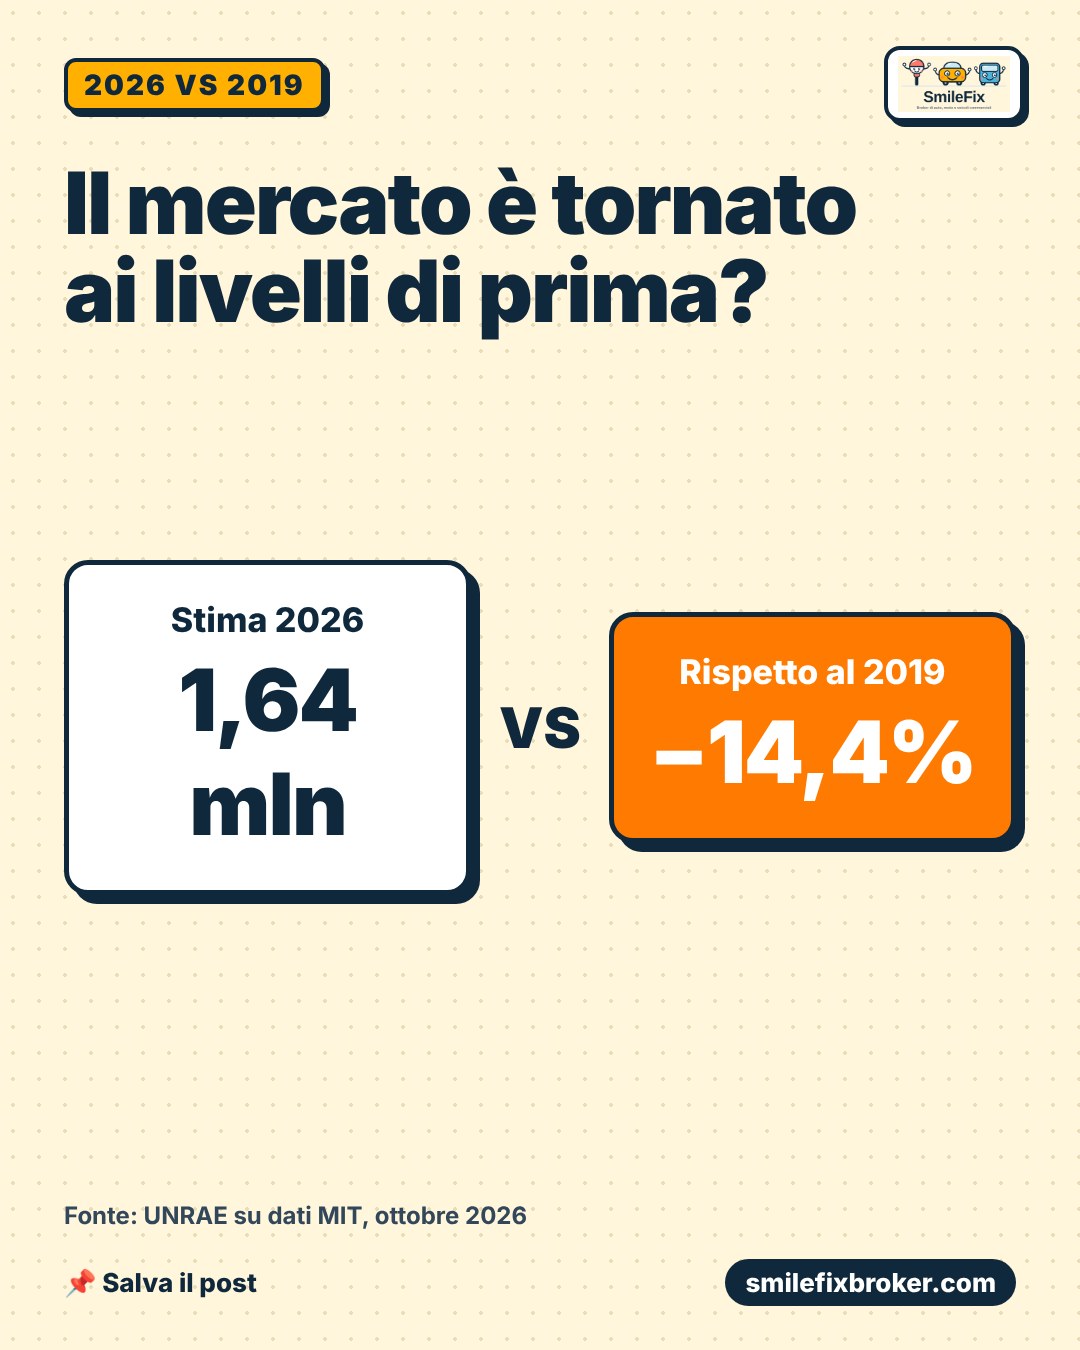 2026 VS 2019
SmileFix
Il mercato è tornato
ai livelli di prima?
Stima 2026
1,64
mln
VS
Rispetto al 2019
−14,4%
Fonte: UNRAE su dati MIT, ottobre 2026
📌 Salva il post
smilefixbroker.com